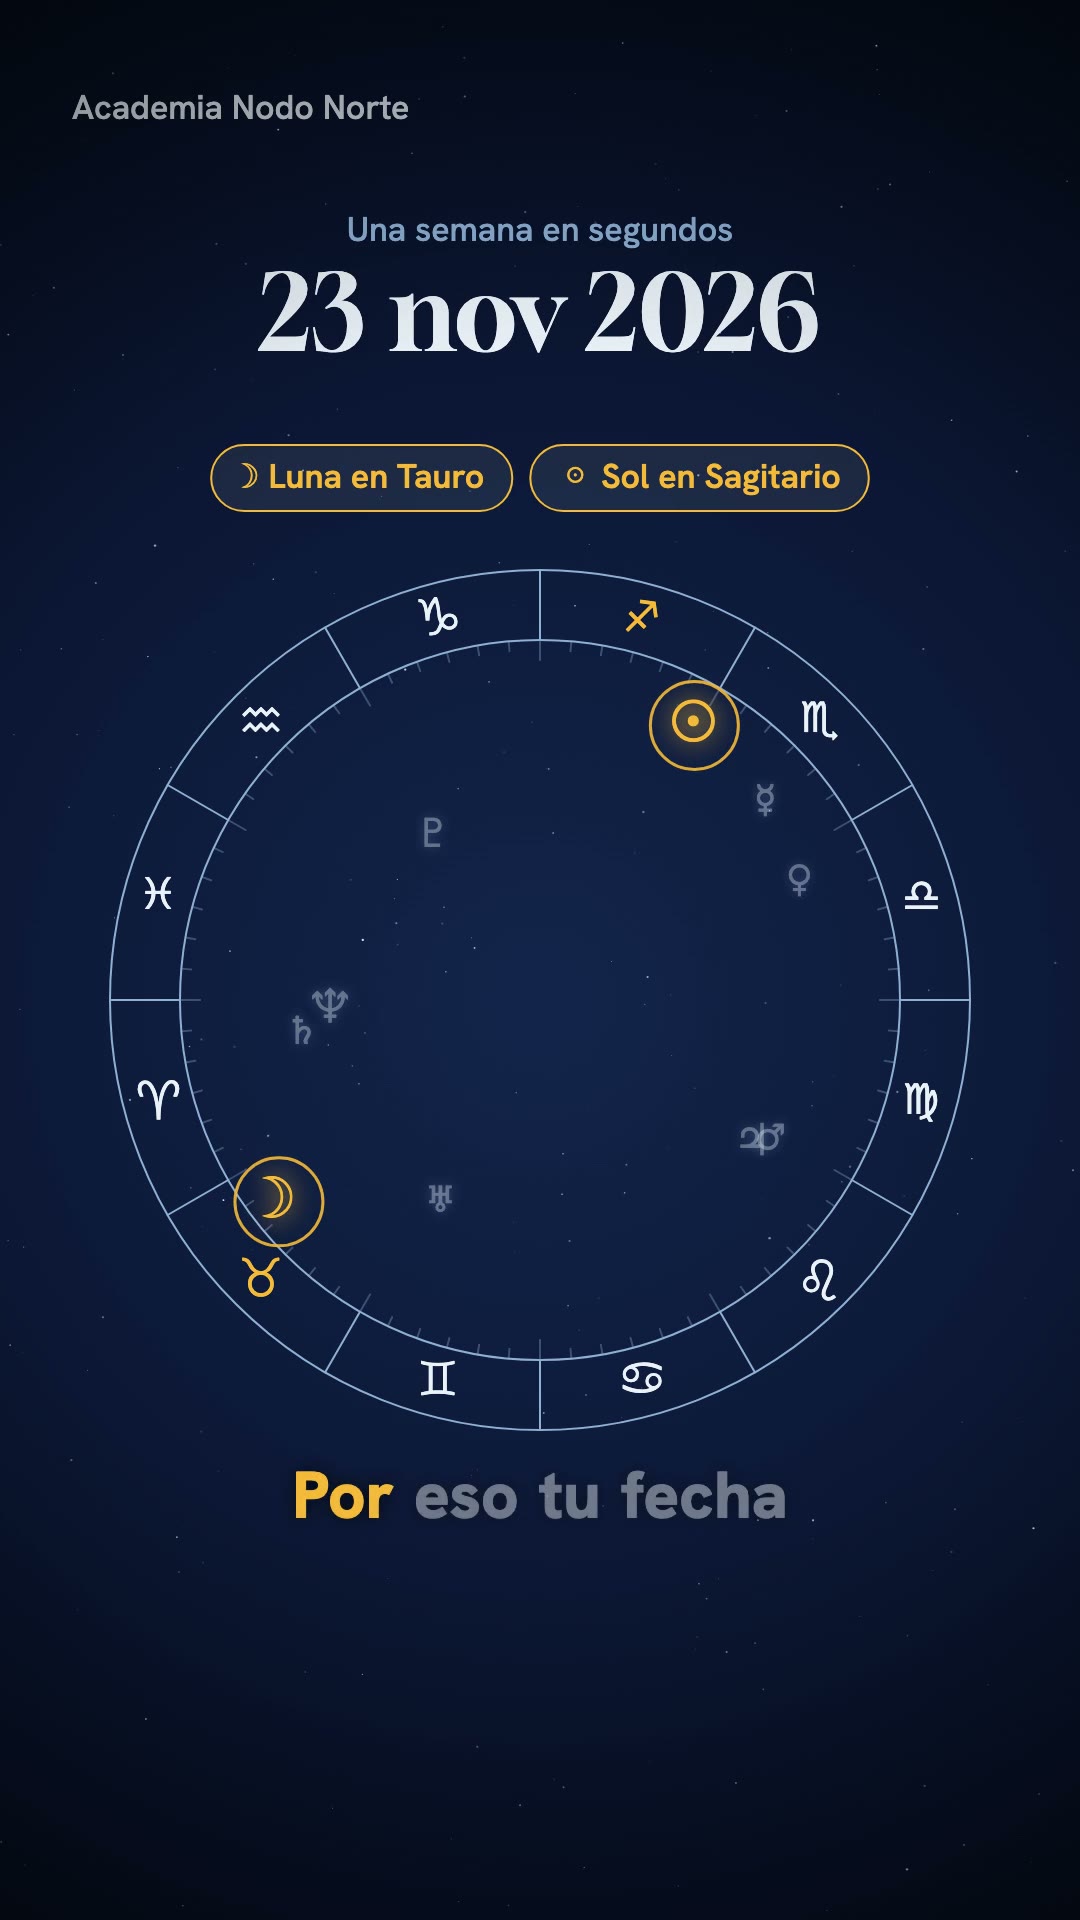 Academia Nodo Norte
Una semana en segundos
23 nov 2026
☽ Luna en Tauro ☉ Sol en Sagitario
♑ ♐
♒ ☉ ♏
☿
♇
♀
♓ ♎
♆
♄
♈ ♍
♃♂
☽ ♅
♉ ♌
♊ ♋
Por eso tu fecha